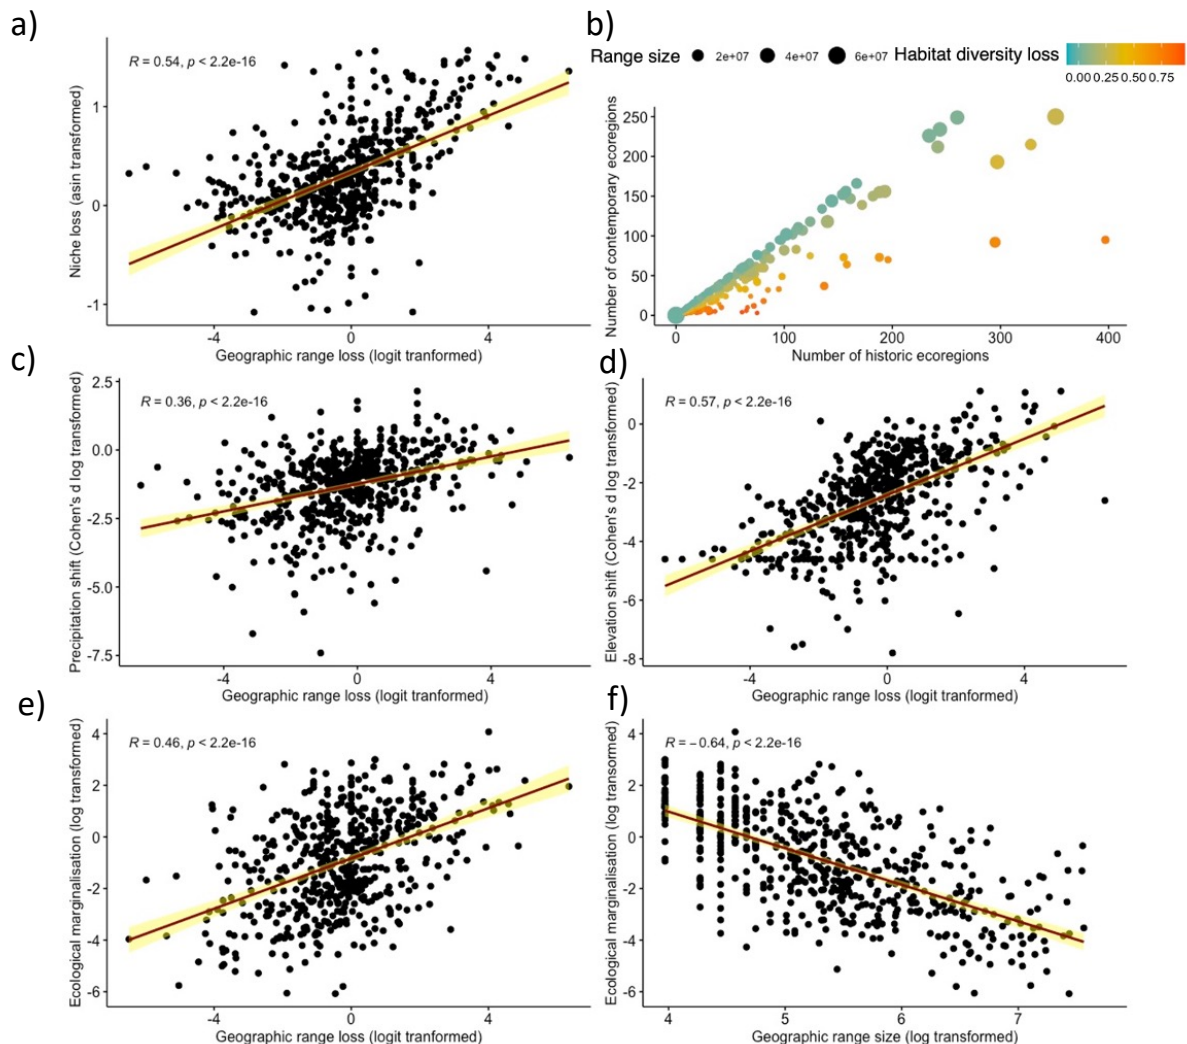 a)
R = 0.54, p < 2.2e-16
Niche loss (asin transformed)
1
0
-1
-4 0 4
Geographic range loss (logit tranformed)
b)
Range size 2e+07 4e+07 6e+07 Habitat diversity loss
0.00 0.25 0.50 0.75
Number of contemporary ecoregions
250
200
150
100
50
0
0 100 200 300 400
Number of historic ecoregions
c)
R = 0.36, p < 2.2e-16
Precipitation shift (Cohen's d log transformed)
2.5
0.0
-2.5
-5.0
-7.5
-4 0 4
Geographic range loss (logit tranformed)
d)
R = 0.57, p < 2.2e-16
Elevation shift (Cohen's d log transformed)
0
-2
-4
-6
-8
-4 0 4
Geographic range loss (logit tranformed)
e)
R = 0.46, p < 2.2e-16
Ecological marginalisation (log transformed)
4
2
0
-2
-4
-6
-4 0 4
Geographic range loss (logit tranformed)
f)
R = −0.64, p < 2.2e-16
Ecological marginalisation (log transormed)
4
2
0
-2
-4
-6
4 5 6 7
Geographic range size (log transformed)